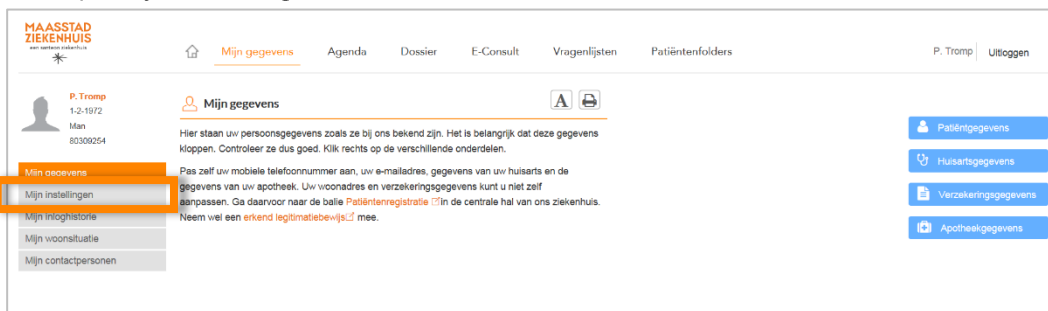 MAASSTAD
ZIEKENHUIS
een santeon ziekenhuis
Mijn gegevens Agenda Dossier E-Consult Vragenlijsten Patiëntenfolders
P. Tromp Uitloggen
P. Tromp
1-2-1972
Man
80309254
Mijn gegevens
Mijn instellingen
Mijn inloghistorie
Mijn woonsituatie
Mijn contactpersonen
Mijn gegevens
A
Hier staan uw persoonsgegevens zoals ze bij ons bekend zijn. Het is belangrijk dat deze gegevens
kloppen. Controleer ze dus goed. Klik rechts op de verschillende onderdelen.
Pas zelf uw mobiele telefoonnummer aan, uw e-mailadres, gegevens van uw huisarts en de
gegevens van uw apotheek. Uw woonadres en verzekeringsgegevens kunt u niet zelf
aanpassen. Ga daarvoor naar de balie Patiëntenregistratie in de centrale hal van ons ziekenhuis.
Neem wel een erkend legitimatiebewijs mee.
Patiëntgegevens
Huisartsgegevens
Verzekeringsgegevens
Apotheekgegevens